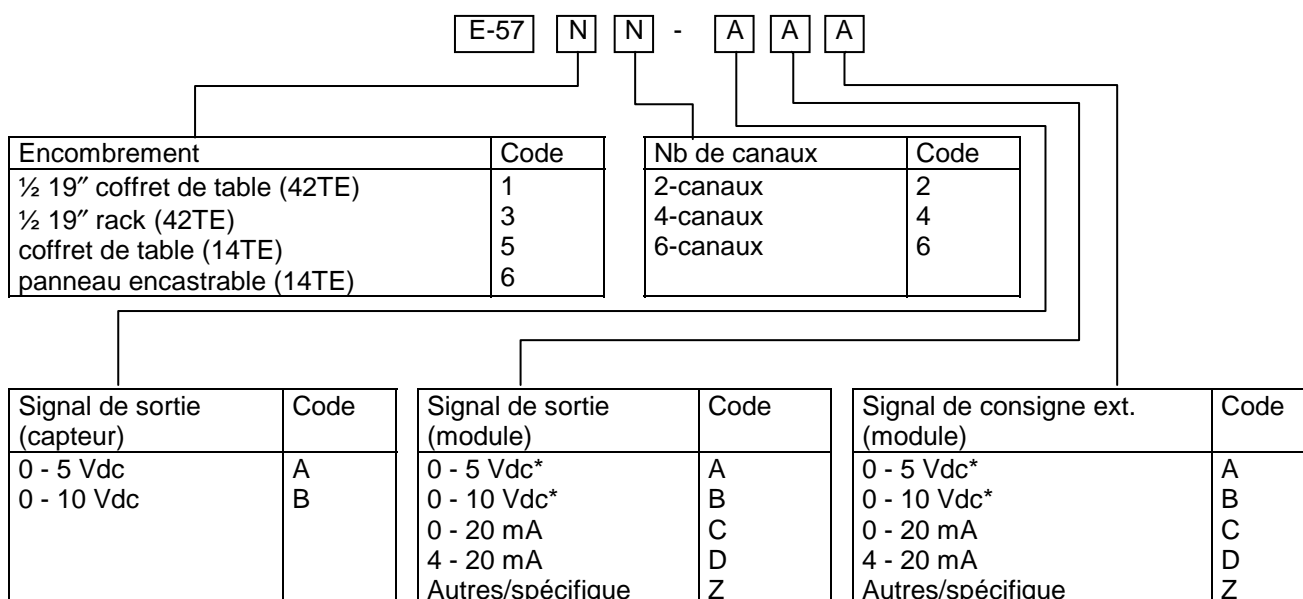 E-57 N N - A A A
Encombrement Code
½ 19″ coffret de table (42TE) 1
½ 19″ rack (42TE) 3
coffret de table (14TE) 5
panneau encastrable (14TE) 6
Nb de canaux Code
2-canaux 2
4-canaux 4
6-canaux 6
Signal de sortie Code
(capteur)
0 - 5 Vdc A
0 - 10 Vdc B
Signal de sortie Code
(module)
0 - 5 Vdc* A
0 - 10 Vdc* B
0 - 20 mA C
4 - 20 mA D
Autres/spécifique Z
Signal de consigne ext. Code
(module)
0 - 5 Vdc* A
0 - 10 Vdc* B
0 - 20 mA C
4 - 20 mA D
Autres/spécifique Z